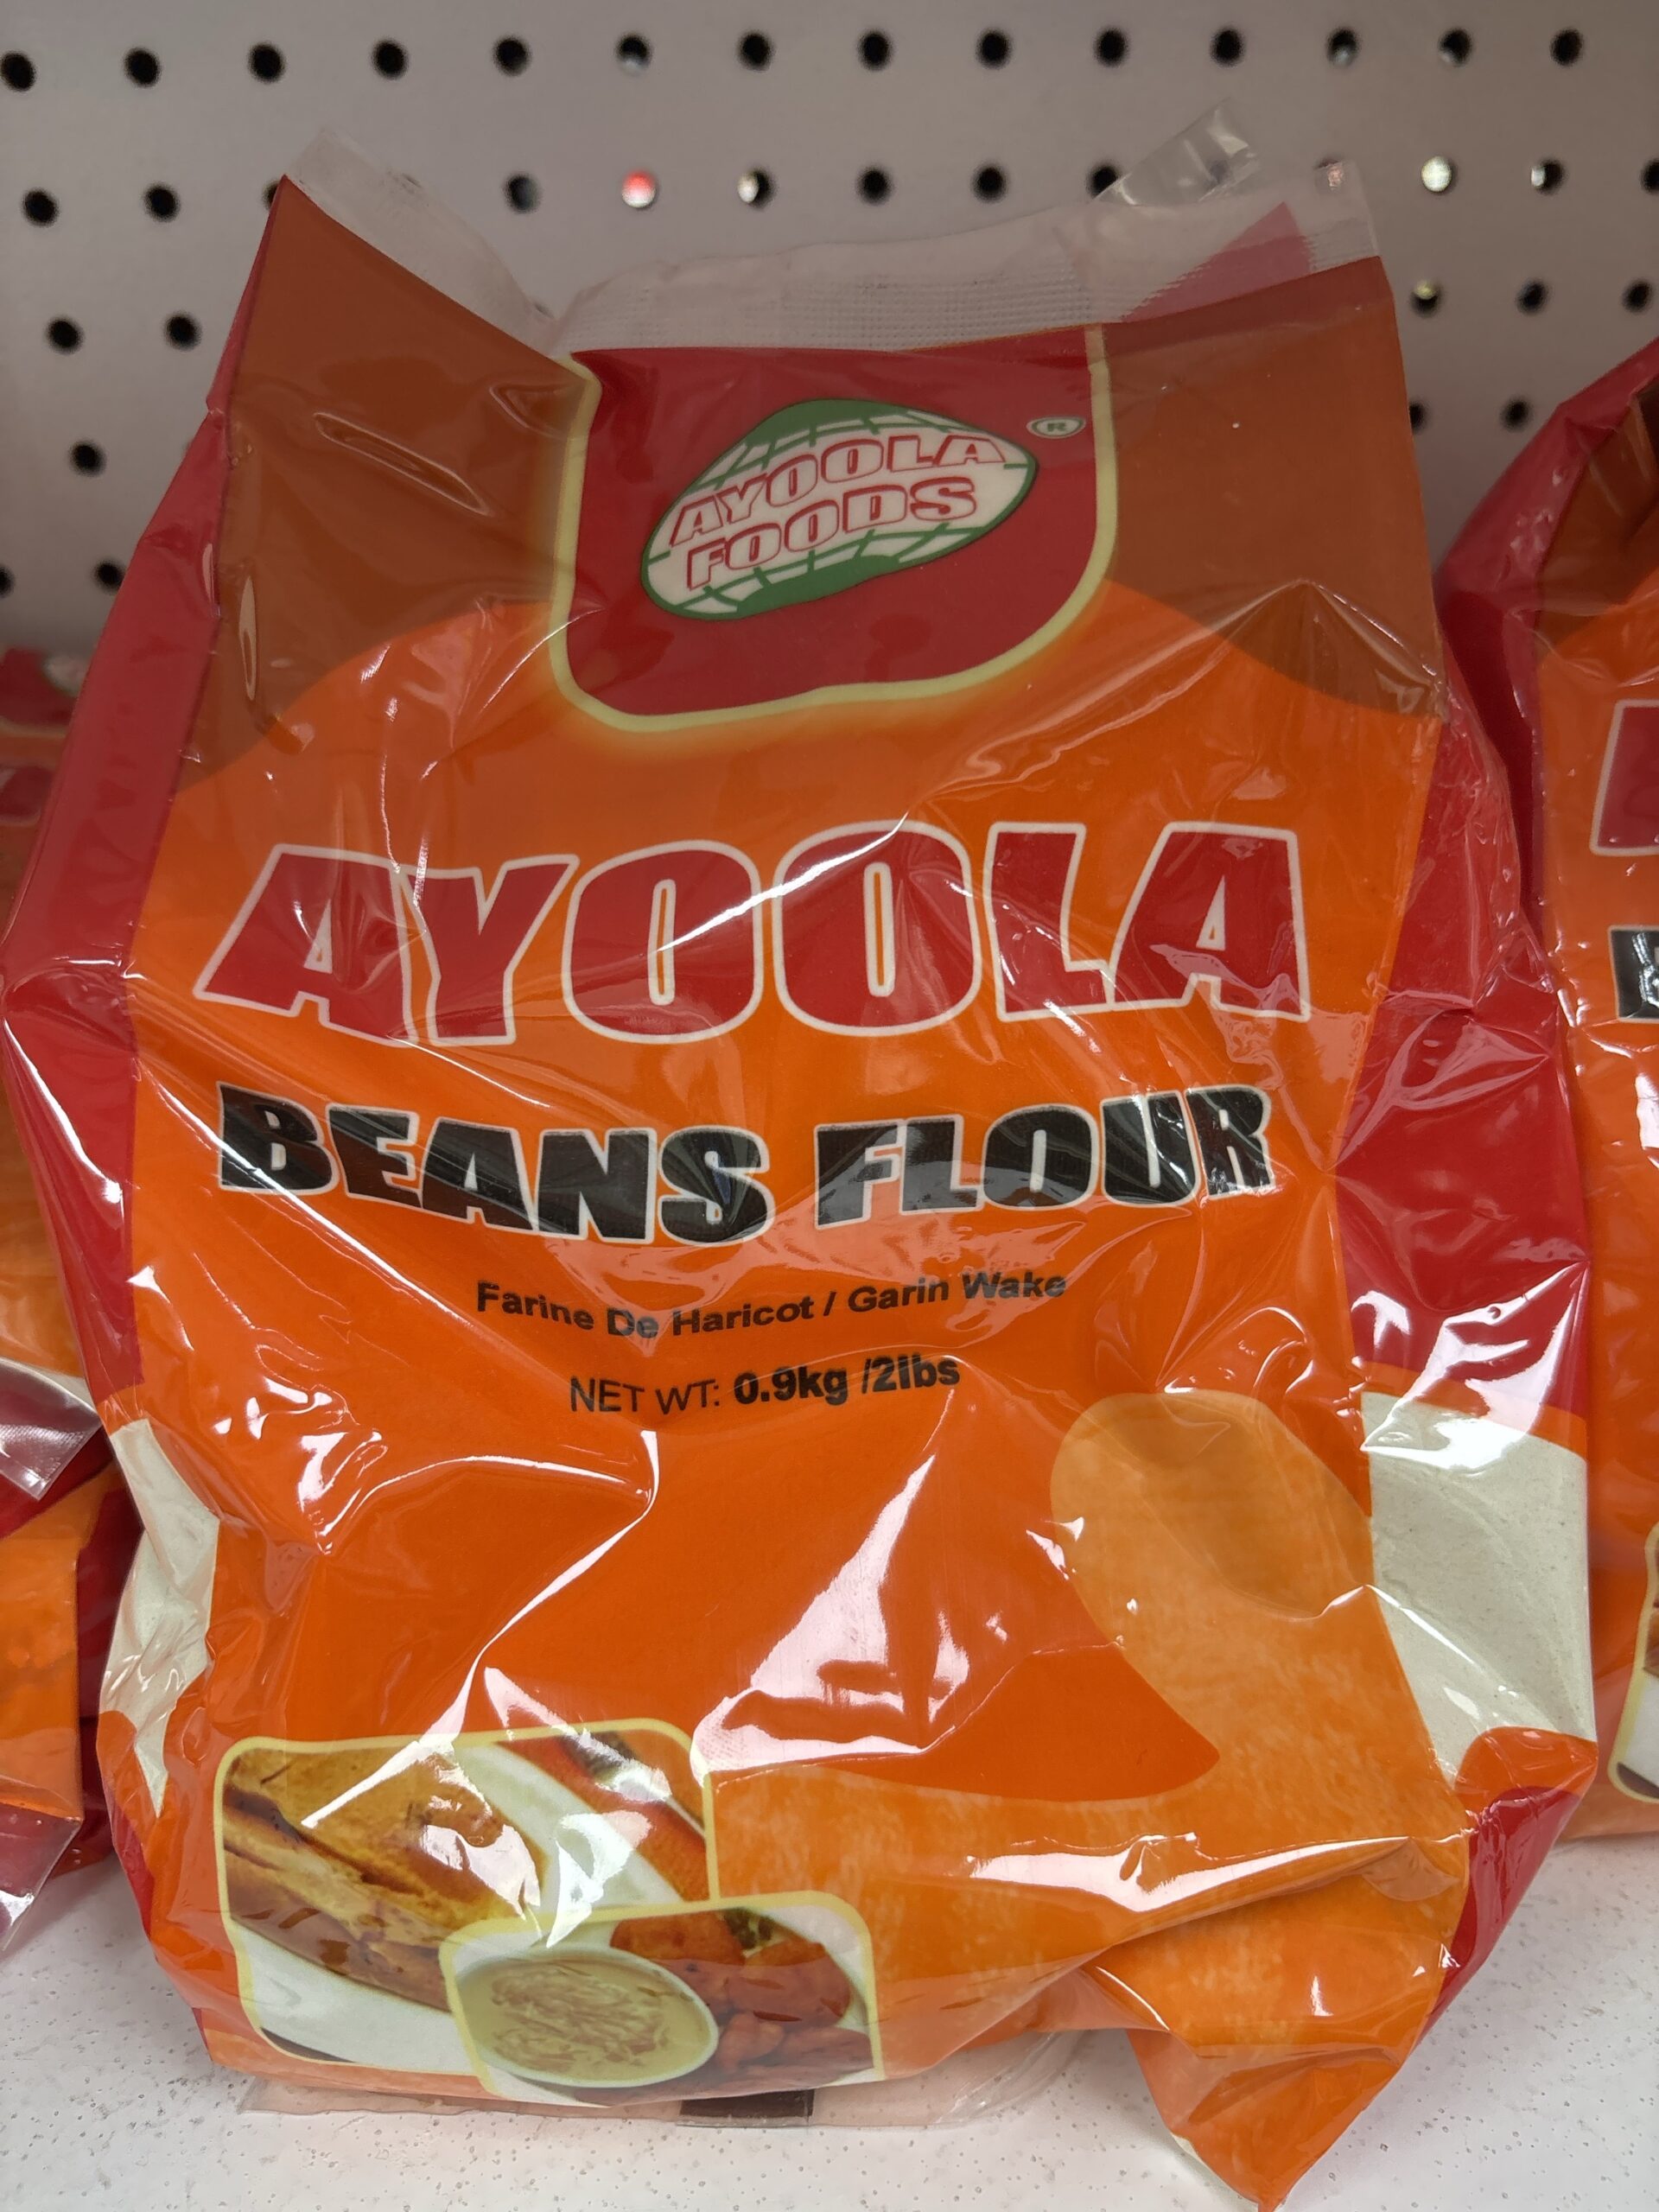 AYOOLA
FOODS
®
AYOOLA
BEANS FLOUR
Farine De Haricot / Garin Wake
NET WT: 0.9kg /2lbs